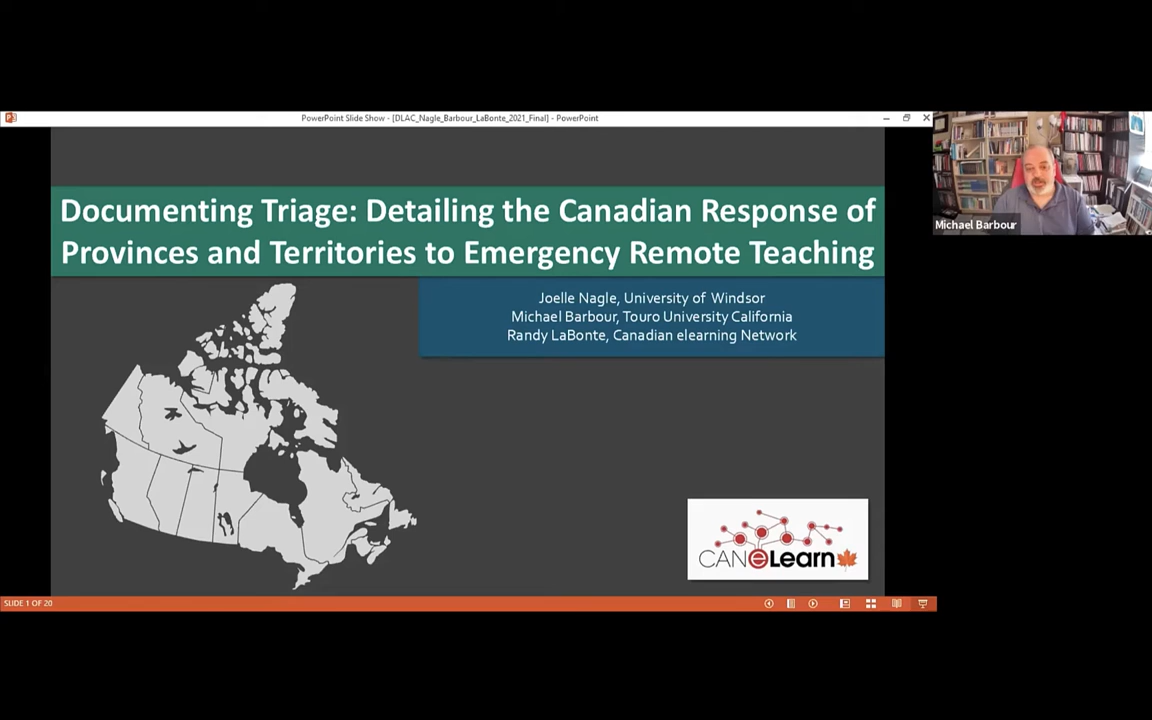 PowerPoint Slide Show - [DLAC_Nagle_Barbour_LaBonte_2021_Final] - PowerPoint
Documenting Triage: Detailing the Canadian Response of
Provinces and Territories to Emergency Remote Teaching
Joelle Nagle, University of Windsor
Michael Barbour, Touro University California
Randy LaBonte, Canadian elearning Network
CANeLearn
SLIDE 1 OF 20
Michael Barbour